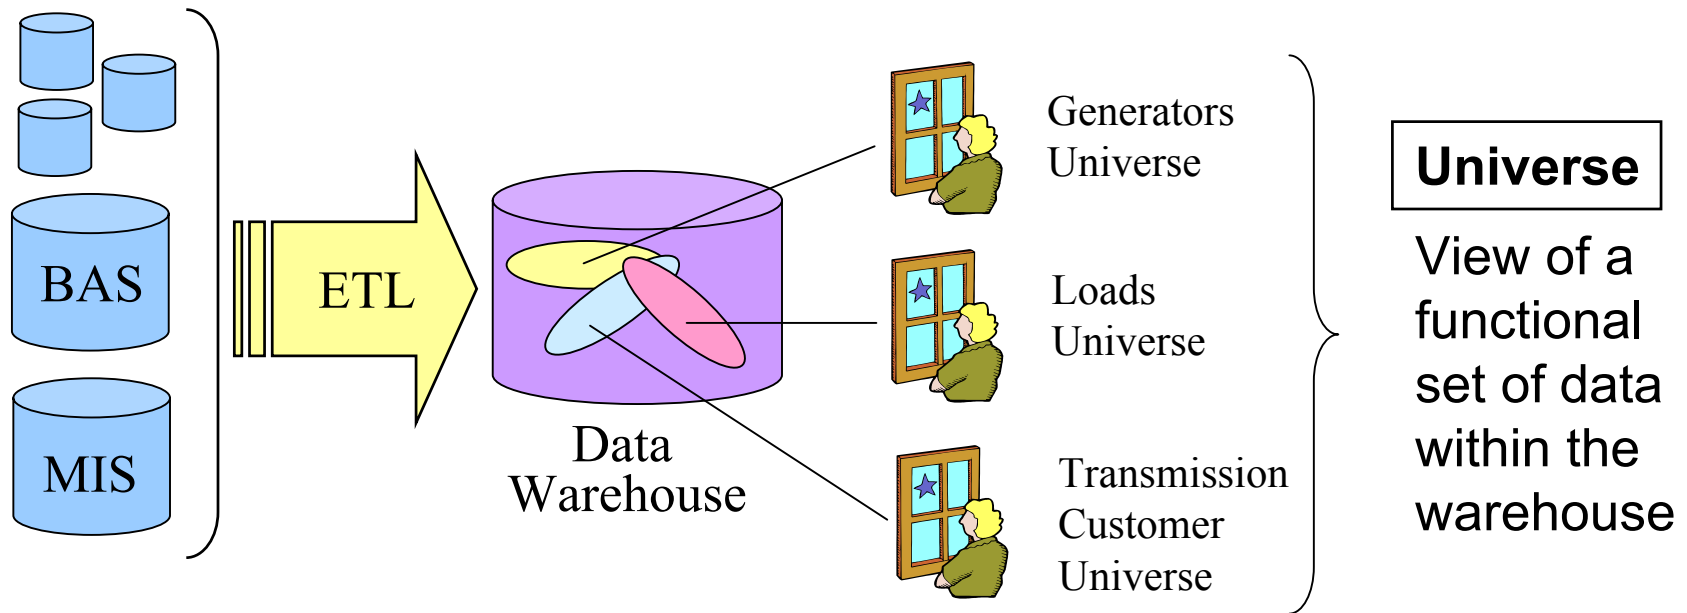 BAS
MIS
ETL
Data
Warehouse
Generators
Universe
Loads
Universe
Transmission
Customer
Universe
Universe
View of a
functional
set of data
within the
warehouse